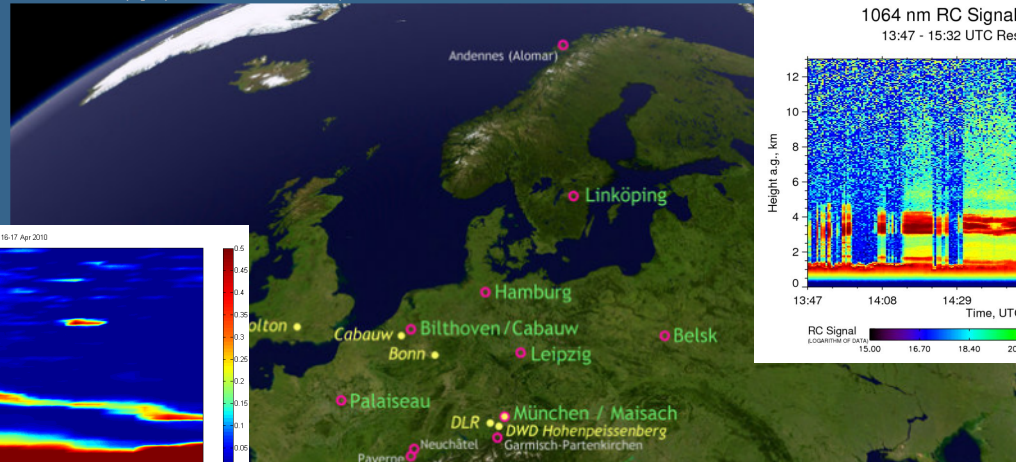 1064 nm RC Signal
13:47 - 15:32 UTC Res
Andennes (Alomar)
12
10
8
6
4
2
0
Height a.g., km
13:47
14:08
14:29
Time, UTC
RC Signal
(LOGARITHM OF DATA)
15.00
16.70
18.40
20
Linköping
16-17 Apr 2010
0.5
0.45
0.4
0.35
0.3
0.25
0.2
0.15
0.1
0.05
Hamburg
olton
Cabauw
Bilthoven/Cabauw
Belsk
Bonn
Leipzig
Palaiseau
München / Maisach
DLR
DWD Hohenpeissenberg
Neuchâtel
Garmisch-Partenkirchen
Payerne